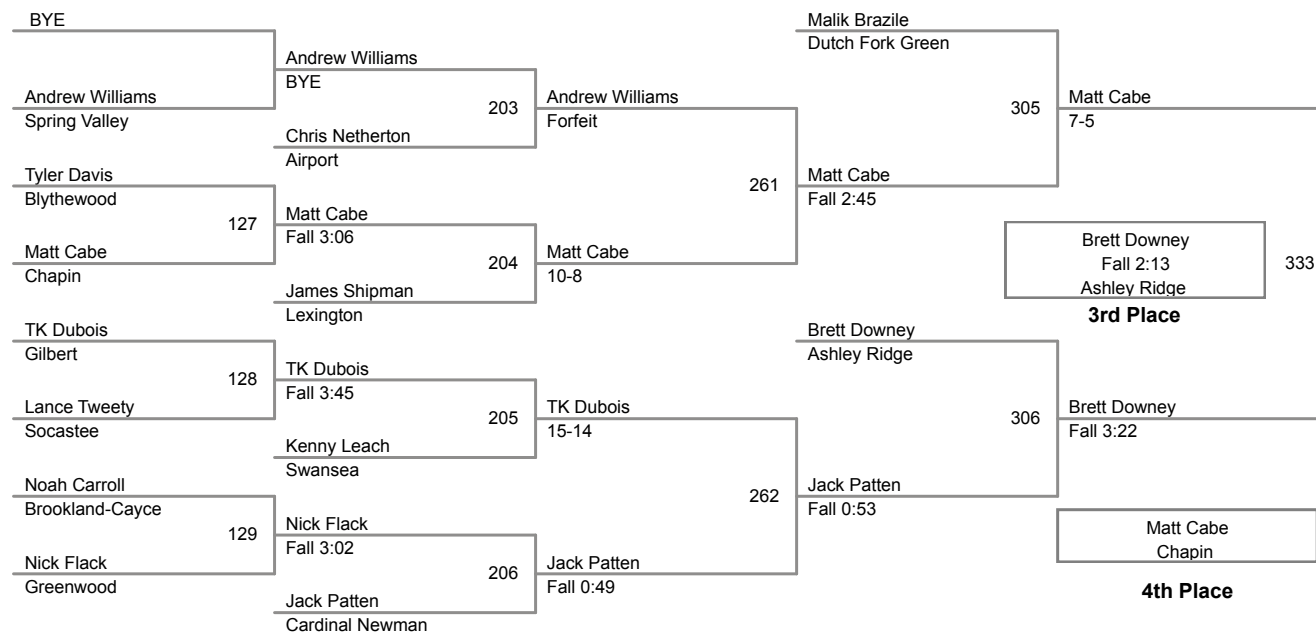 BYE
Andrew Williams
Spring Valley
Tyler Davis
Blythewood
127
Matt Cabe
Chapin
TK Dubois
Gilbert
128
Lance Tweety
Socastee
Noah Carroll
Brookland-Cayce
129
Nick Flack
Greenwood
Andrew Williams
BYE
203
Chris Netherton
Airport
Matt Cabe
Fall 3:06
204
James Shipman
Lexington
TK Dubois
Fall 3:45
205
Kenny Leach
Swansea
Nick Flack
Fall 3:02
206
Jack Patten
Cardinal Newman
Andrew Williams
Forfeit
261
Matt Cabe
10-8
TK Dubois
15-14
262
Jack Patten
Fall 0:49
Malik Brazile
Dutch Fork Green
305
Matt Cabe
Fall 2:45
Brett Downey
Ashley Ridge
306
Jack Patten
Fall 0:53
Matt Cabe
7-5
Brett Downey
Fall 2:13
Ashley Ridge
333
3rd Place
Brett Downey
Fall 3:22
Matt Cabe
Chapin
4th Place